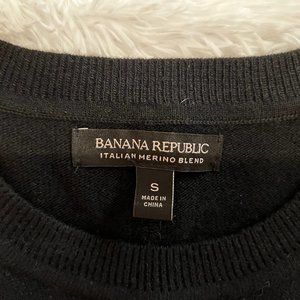 BANANA REPUBLIC
ITALIAN MERINO BLEND
S
MADE IN
CHINA